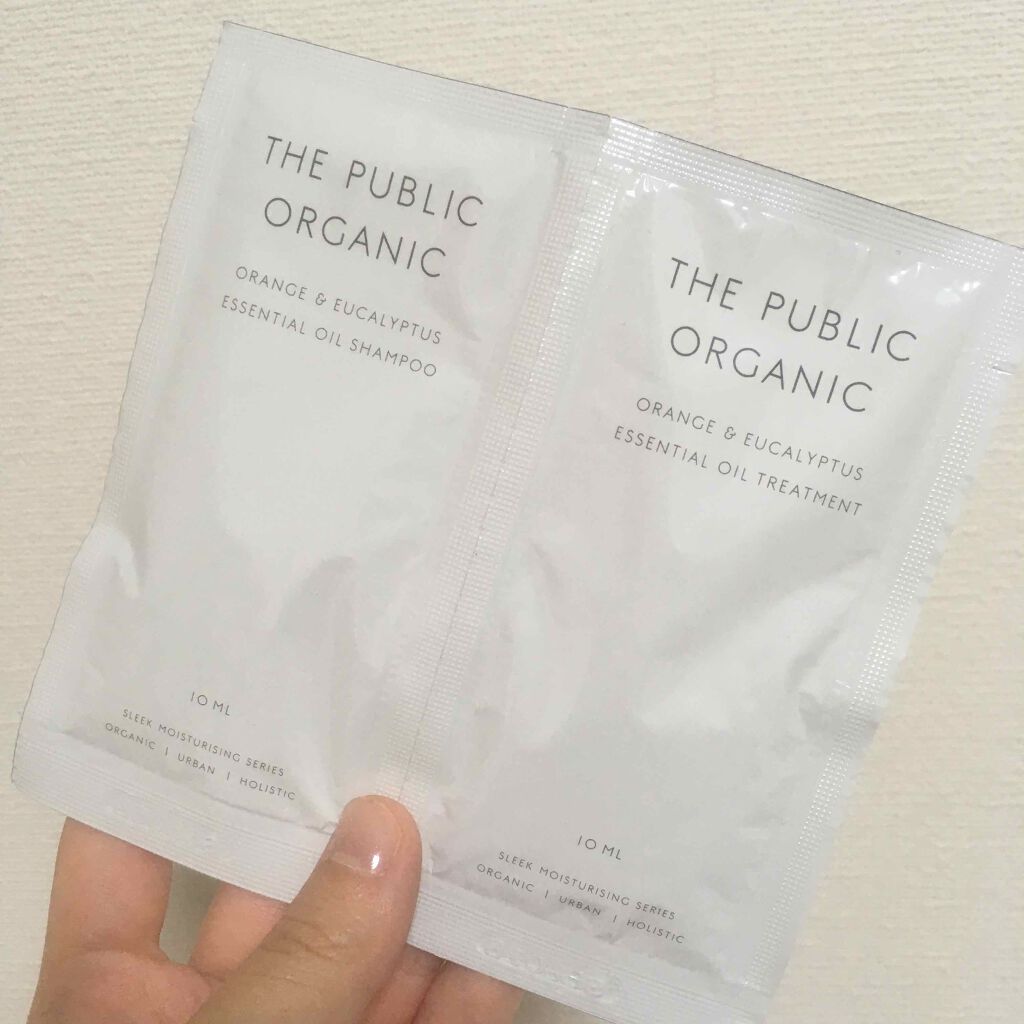 THE PUBLIC
ORGANIC
ORANGE & EUCALYPTUS
ESSENTIAL OIL SHAMPOO
10 ML
SLEEK MOISTURISING SERIES
ORGANIC | URBAN | HOLISTIC
THE PUBLIC
ORGANIC
ORANGE & EUCALYPTUS
ESSENTIAL OIL TREATMENT
10 ML
SLEEK MOISTURISING SERIES
ORGANIC | URBAN | HOLISTIC